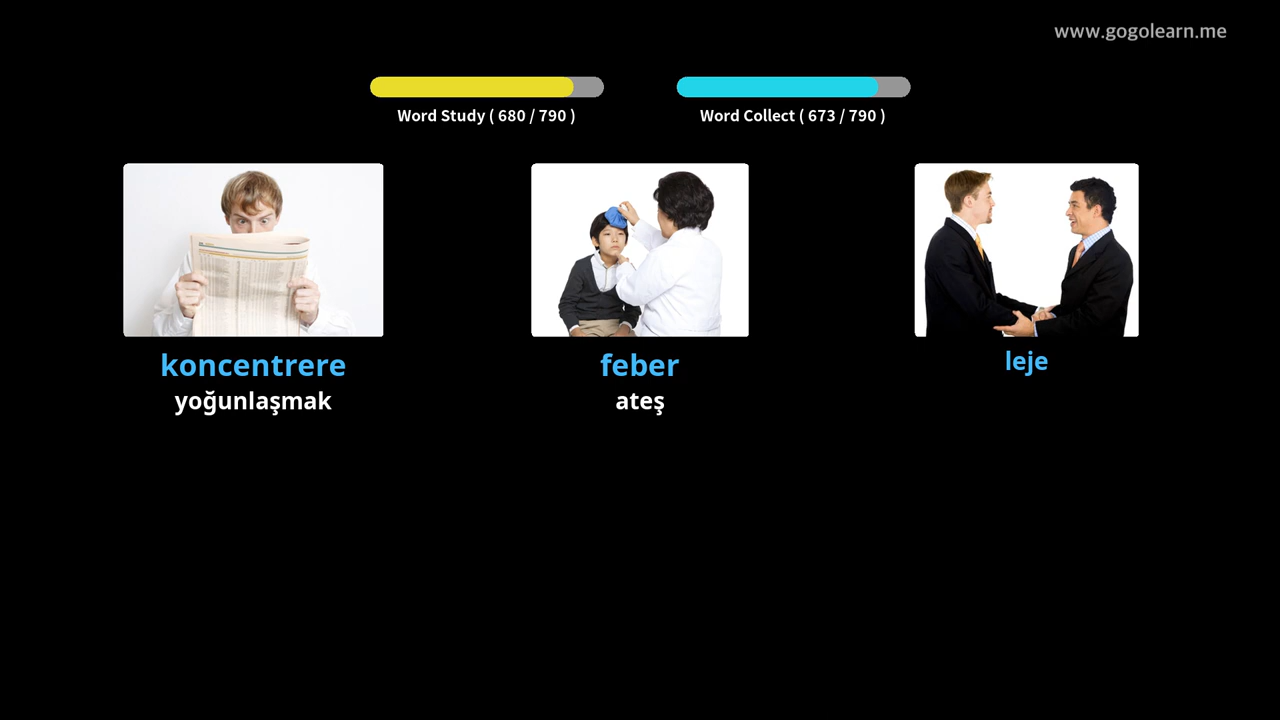 www.gogolearn.me
Word Study ( 680 / 790 )
Word Collect ( 673 / 790 )
koncentrere
yoğunlaşmak
feber
ateş
leje